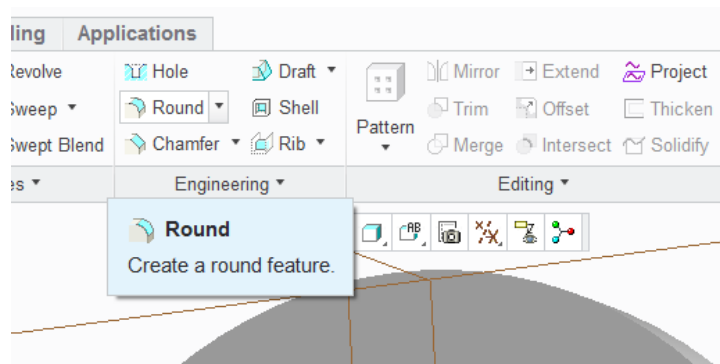 ling Applications
Revolve Hole Draft Mirror Extend Project
Sweep Round Shell Trim Offset Thicken
Swept Blend Chamfer Rib Pattern Merge Intersect Solidify
es Engineering Editing
Round
Create a round feature.
AB